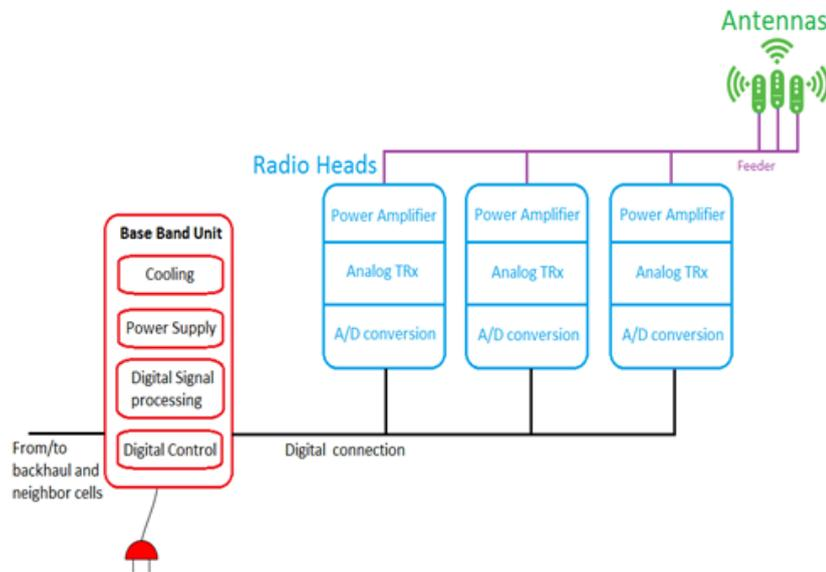 Antennas
Feeder
Radio Heads
Power Amplifier
Power Amplifier
Power Amplifier
Analog TRx
Analog TRx
Analog TRx
A/D conversion
A/D conversion
A/D conversion
Base Band Unit
Cooling
Power Supply
Digital Signal
processing
Digital Control
From/to
backhaul and
neighbor cells
Digital connection